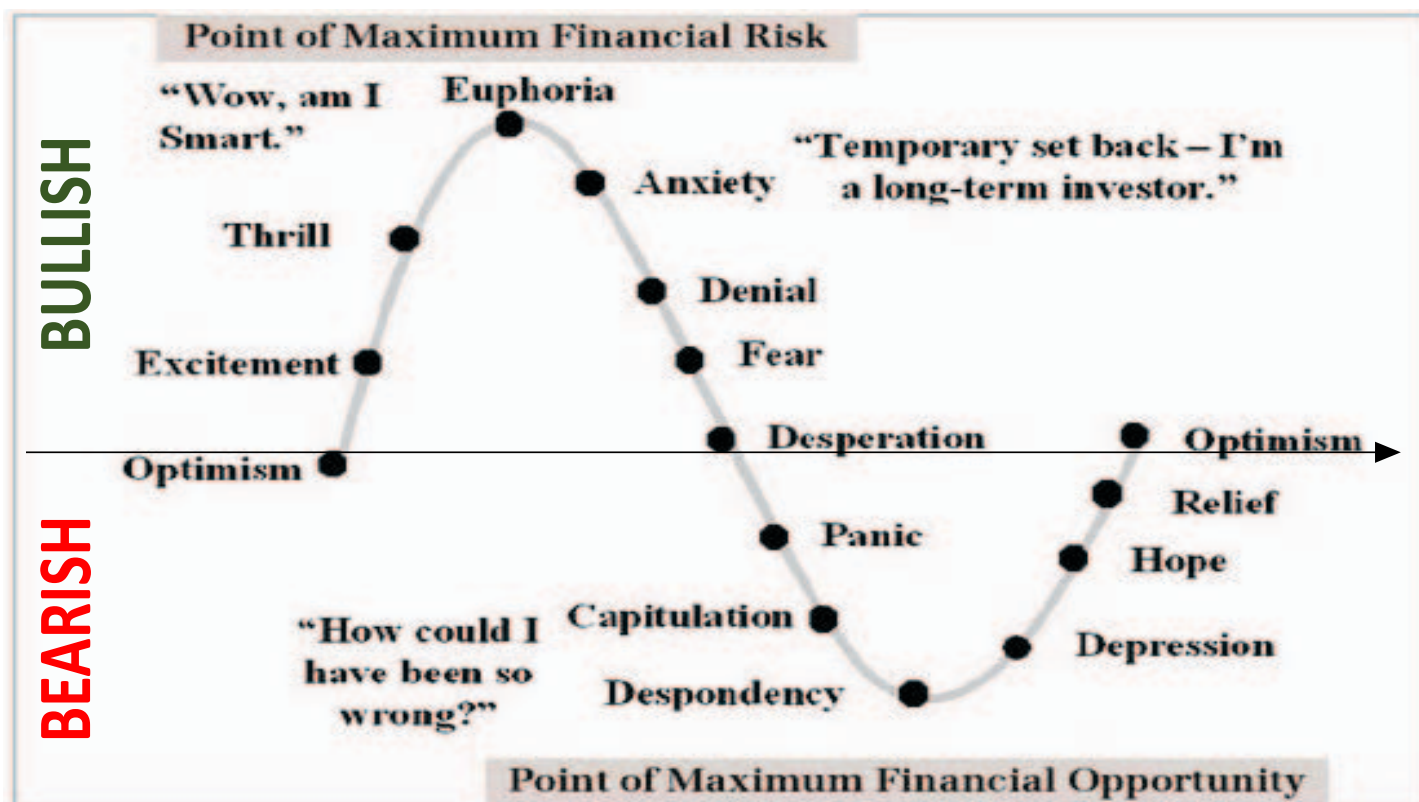 Point of Maximum Financial Risk
“Wow, am I
Smart.”
Euphoria
“Temporary set back – I’m
a long-term investor.”
Anxiety
Thrill
Denial
Excitement
Fear
Desperation
Optimism
Optimism
Relief
Panic
Hope
Capitulation
“How could I
have been so
wrong?”
Depression
Despondency
Point of Maximum Financial Opportunity
BULLISH
BEARISH